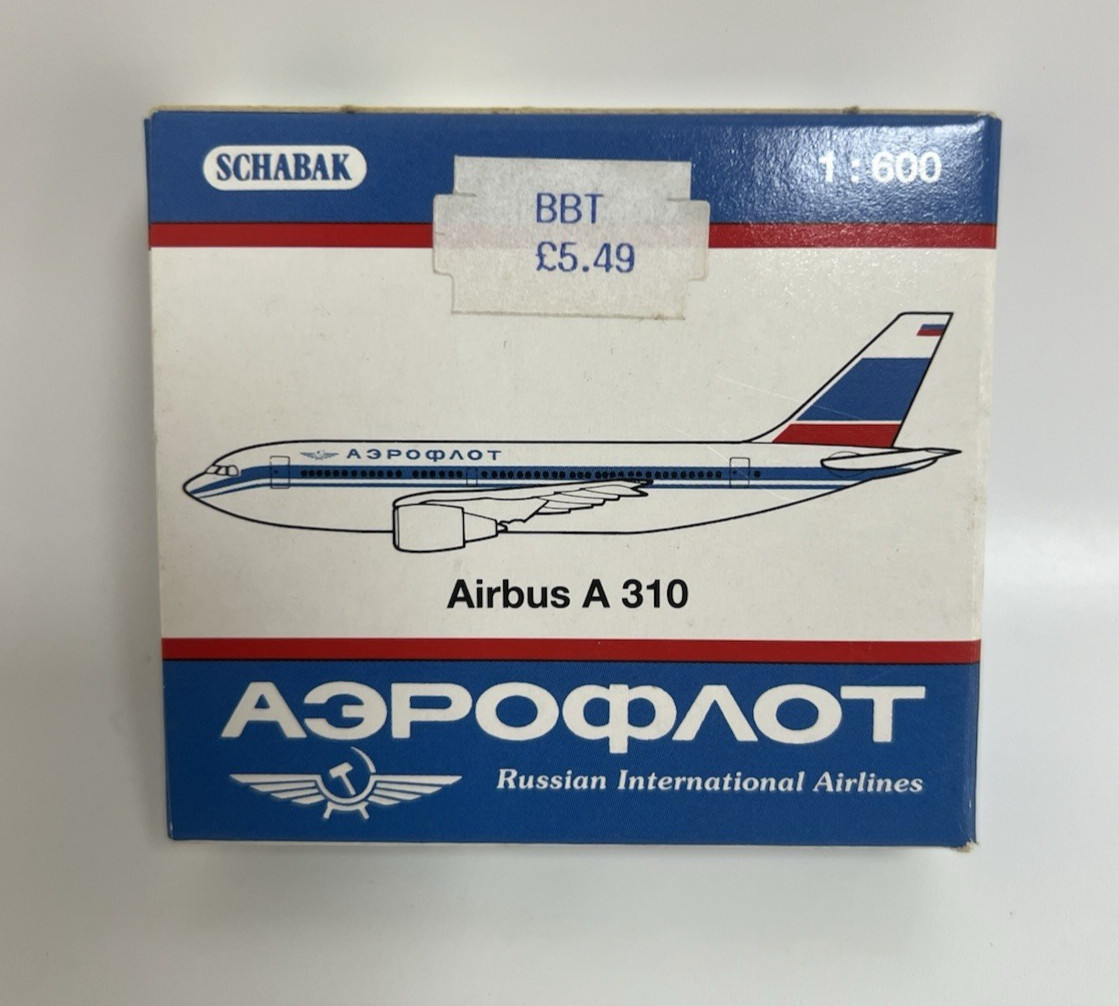 SCHABAK
1 : 600
BBT
£5.49
АЭРОФЛОТ
Airbus A 310
АЭРОФЛОТ
Russian International Airlines